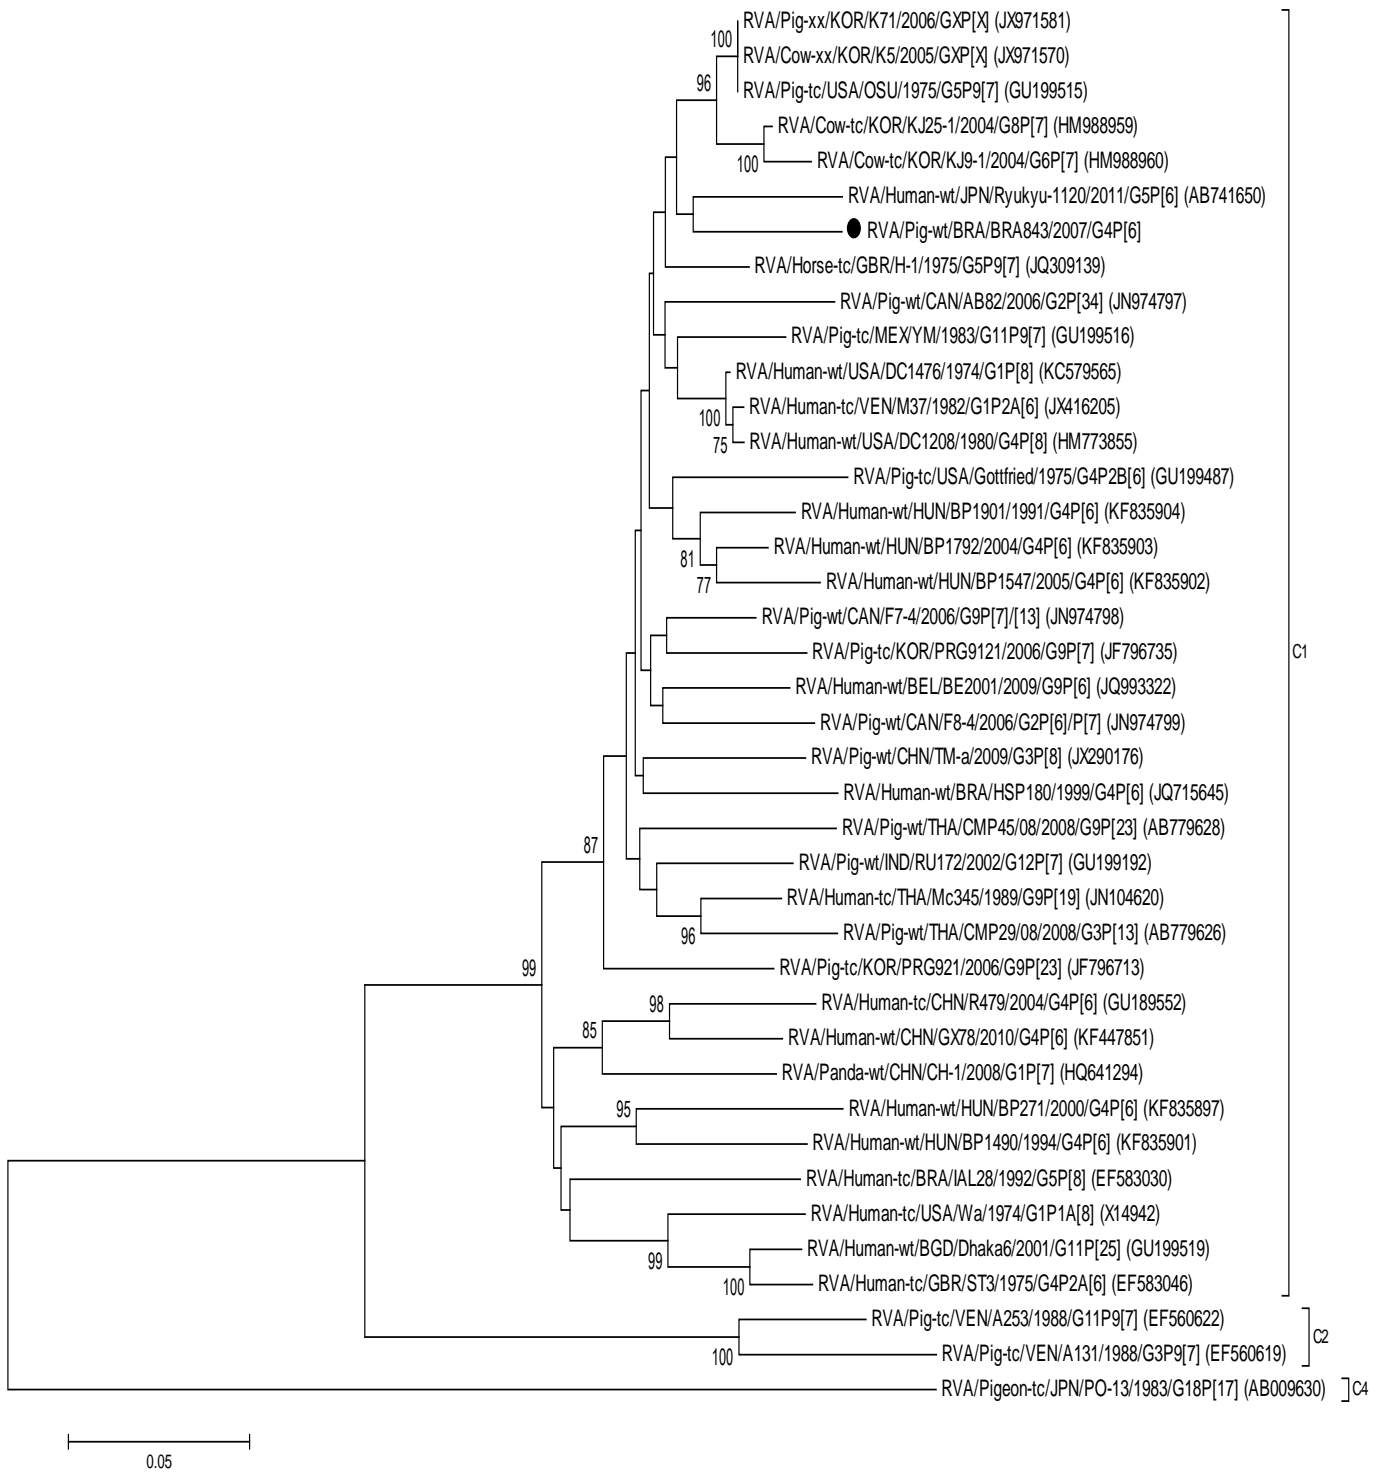 RVA/Pig-xx/KOR/K71/2006/GXP[X] (JX971581)
100
RVA/Cow-xx/KOR/K5/2005/GXP[X] (JX971570)
96
RVA/Pig-tc/USA/OSU/1975/G5P9[7] (GU199515)
RVA/Cow-tc/KOR/KJ25-1/2004/G8P[7] (HM988959)
100
RVA/Cow-tc/KOR/KJ9-1/2004/G6P[7] (HM988960)
RVA/Human-wt/JPN/Ryukyu-1120/2011/G5P[6] (AB741650)
RVA/Pig-wt/BRA/BRA843/2007/G4P[6]
RVA/Horse-tc/GBR/H-1/1975/G5P9[7] (JQ309139)
RVA/Pig-wt/CAN/AB82/2006/G2P[34] (JN974797)
RVA/Pig-tc/MEX/YM/1983/G11P9[7] (GU199516)
RVA/Human-wt/USA/DC1476/1974/G1P[8] (KC579565)
RVA/Human-tc/VEN/M37/1982/G1P2A[6] (JX416205)
100
RVA/Human-wt/USA/DC1208/1980/G4P[8] (HM773855)
75
RVA/Pig-tc/USA/Gottfried/1975/G4P2B[6] (GU199487)
RVA/Human-wt/HUN/BP1901/1991/G4P[6] (KF835904)
RVA/Human-wt/HUN/BP1792/2004/G4P[6] (KF835903)
81
RVA/Human-wt/HUN/BP1547/2005/G4P[6] (KF835902)
77
RVA/Pig-wt/CAN/F7-4/2006/G9P[7]/[13] (JN974798)
RVA/Pig-tc/KOR/PRG9121/2006/G9P[7] (JF796735)
C1
RVA/Human-wt/BEL/BE2001/2009/G9P[6] (JQ993322)
RVA/Pig-wt/CAN/F8-4/2006/G2P[6]/P[7] (JN974799)
RVA/Pig-wt/CHN/TM-a/2009/G3P[8] (JX290176)
RVA/Human-wt/BRA/HSP180/1999/G4P[6] (JQ715645)
RVA/Pig-wt/THA/CMP45/08/2008/G9P[23] (AB779628)
87
RVA/Pig-wt/IND/RU172/2002/G12P[7] (GU199192)
RVA/Human-tc/THA/Mc345/1989/G9P[19] (JN104620)
RVA/Pig-wt/THA/CMP29/08/2008/G3P[13] (AB779626)
96
RVA/Pig-tc/KOR/PRG921/2006/G9P[23] (JF796713)
99
RVA/Human-tc/CHN/R479/2004/G4P[6] (GU189552)
98
RVA/Human-wt/CHN/GX78/2010/G4P[6] (KF447851)
85
RVA/Panda-wt/CHN/CH-1/2008/G1P[7] (HQ641294)
RVA/Human-wt/HUN/BP271/2000/G4P[6] (KF835897)
95
RVA/Human-wt/HUN/BP1490/1994/G4P[6] (KF835901)
RVA/Human-tc/BRA/IAL28/1992/G5P[8] (EF583030)
RVA/Human-tc/USA/Wa/1974/G1P1A[8] (X14942)
RVA/Human-wt/BGD/Dhaka6/2001/G11P[25] (GU199519)
99
RVA/Human-tc/GBR/ST3/1975/G4P2A[6] (EF583046)
100
RVA/Pig-tc/VEN/A253/1988/G11P9[7] (EF560622)
C2
RVA/Pig-tc/VEN/A131/1988/G3P9[7] (EF560619)
100
RVA/Pigeon-tc/JPN/PO-13/1983/G18P[17] (AB009630)
C4
0.05